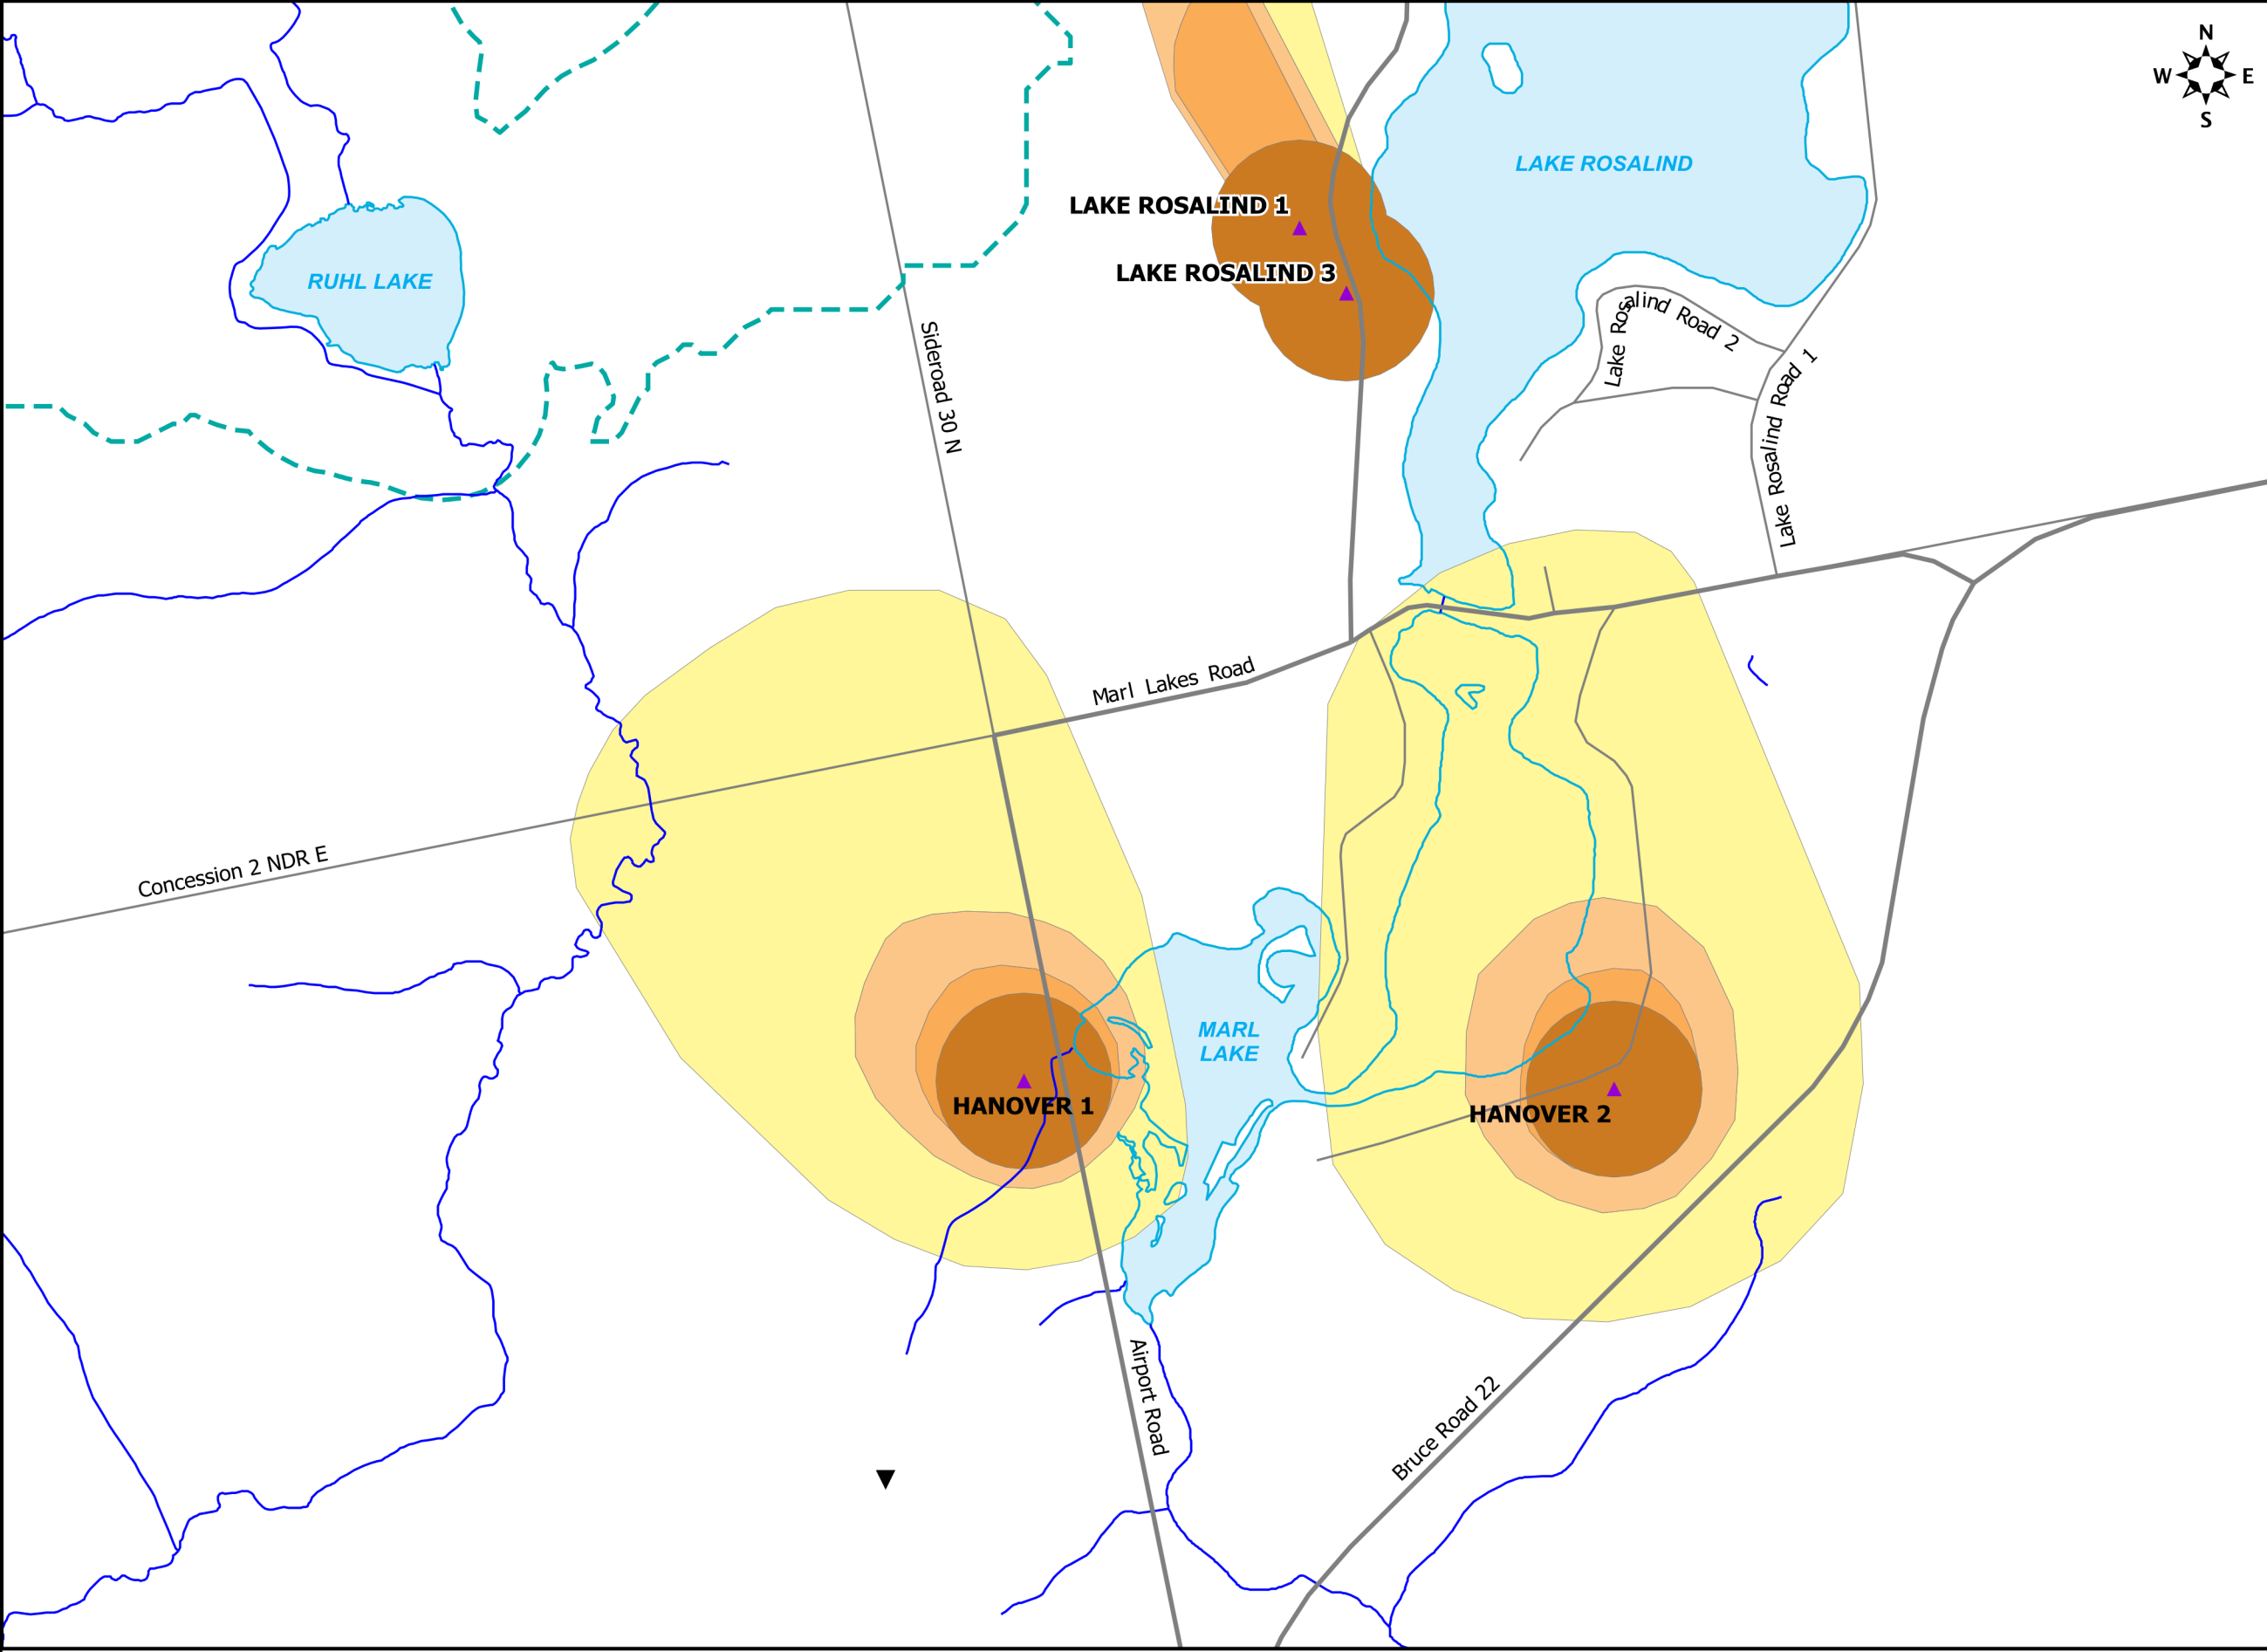 N
W E
S
LAKE ROSALIND
LAKE ROSALIND 1
LAKE ROSALIND 3
RUHL LAKE
Lake Rosalind Road 2
Sideroad 30 N
Lake Rosalind Road 1
Marl Lakes Road
Concession 2 NDR E
MARL
LAKE
HANOVER 1
HANOVER 2
Airport Road
Bruce Road 22